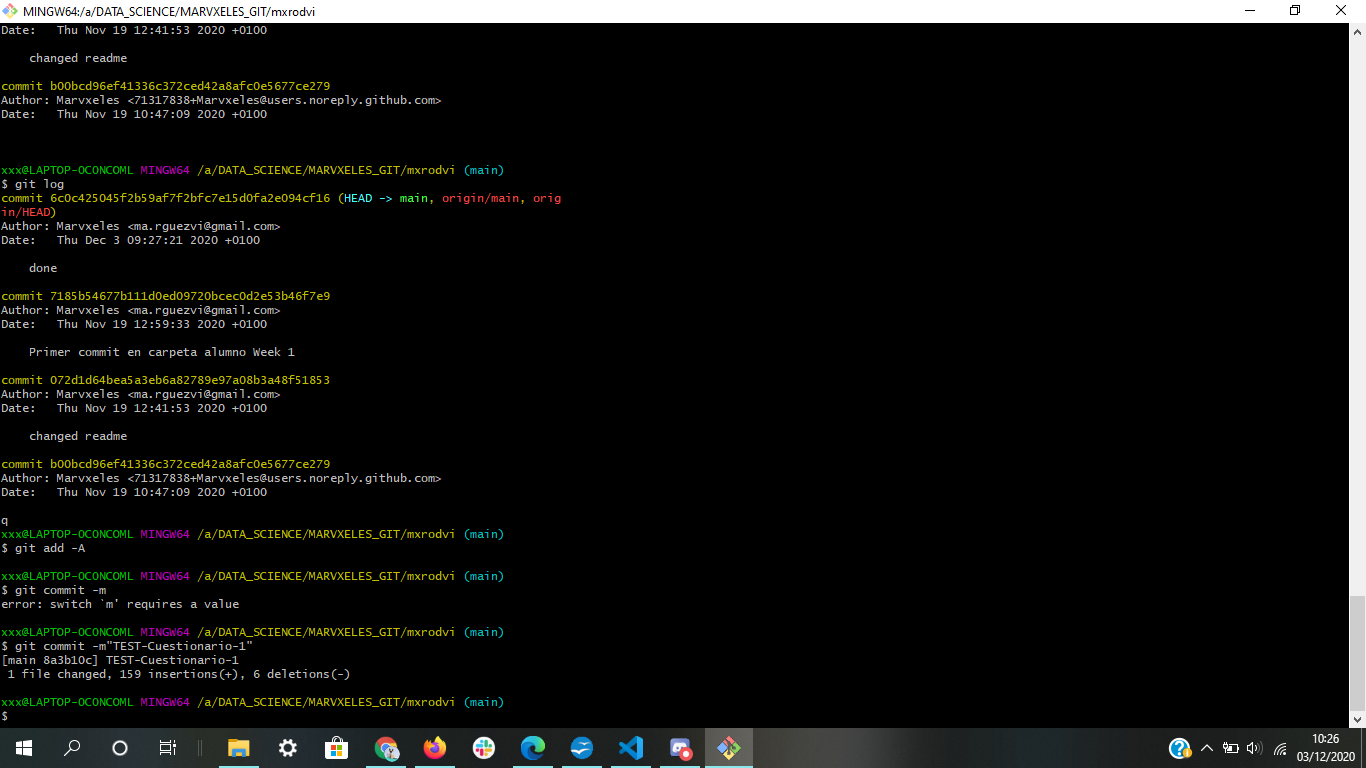 MINGW64:/a/DATA_SCIENCE/MARVXELES_GIT/mxrodvi
Date:   Thu Nov 19 12:41:53 2020 +0100
    changed readme
commit b00bcd96ef41336c372ced42a8afc0e5677ce279
Author: Marvxeles <71317838+Marvxeles@users.noreply.github.com>
Date:   Thu Nov 19 10:47:09 2020 +0100
xxx@LAPTOP-OCONCOML MINGW64 /a/DATA_SCIENCE/MARVXELES_GIT/mxrodvi (main)
$ git log
commit 6c0c425045f2b59af7f2bfc7e15d0fa2e094cf16 (HEAD -> main, origin/main, orig
in/HEAD)
Author: Marvxeles <ma.rguezvi@gmail.com>
Date:   Thu Dec 3 09:27:21 2020 +0100
    done
commit 7185b54677b111d0ed09720bcec0d2e53b46f7e9
Author: Marvxeles <ma.rguezvi@gmail.com>
Date:   Thu Nov 19 12:59:33 2020 +0100
    Primer commit en carpeta alumno Week 1
commit 072d1d64bea5a3eb6a82789e97a08b3a48f51853
Author: Marvxeles <ma.rguezvi@gmail.com>
Date:   Thu Nov 19 12:41:53 2020 +0100
    changed readme
commit b00bcd96ef41336c372ced42a8afc0e5677ce279
Author: Marvxeles <71317838+Marvxeles@users.noreply.github.com>
Date:   Thu Nov 19 10:47:09 2020 +0100
q
xxx@LAPTOP-OCONCOML MINGW64 /a/DATA_SCIENCE/MARVXELES_GIT/mxrodvi (main)
$ git add -A
xxx@LAPTOP-OCONCOML MINGW64 /a/DATA_SCIENCE/MARVXELES_GIT/mxrodvi (main)
$ git commit -m
error: switch `m' requires a value
xxx@LAPTOP-OCONCOML MINGW64 /a/DATA_SCIENCE/MARVXELES_GIT/mxrodvi (main)
$ git commit -m"TEST-Cuestionario-1"
[main 8a3b10c] TEST-Cuestionario-1
 1 file changed, 159 insertions(+), 6 deletions(-)
xxx@LAPTOP-OCONCOML MINGW64 /a/DATA_SCIENCE/MARVXELES_GIT/mxrodvi (main)
$
10:26
03/12/2020